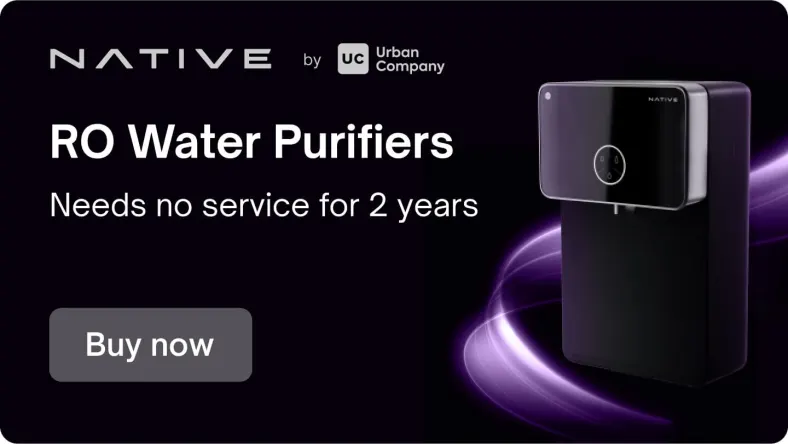 NATIVE by UC Urban Company
RO Water Purifiers
Needs no service for 2 years
Buy now
NATIVE